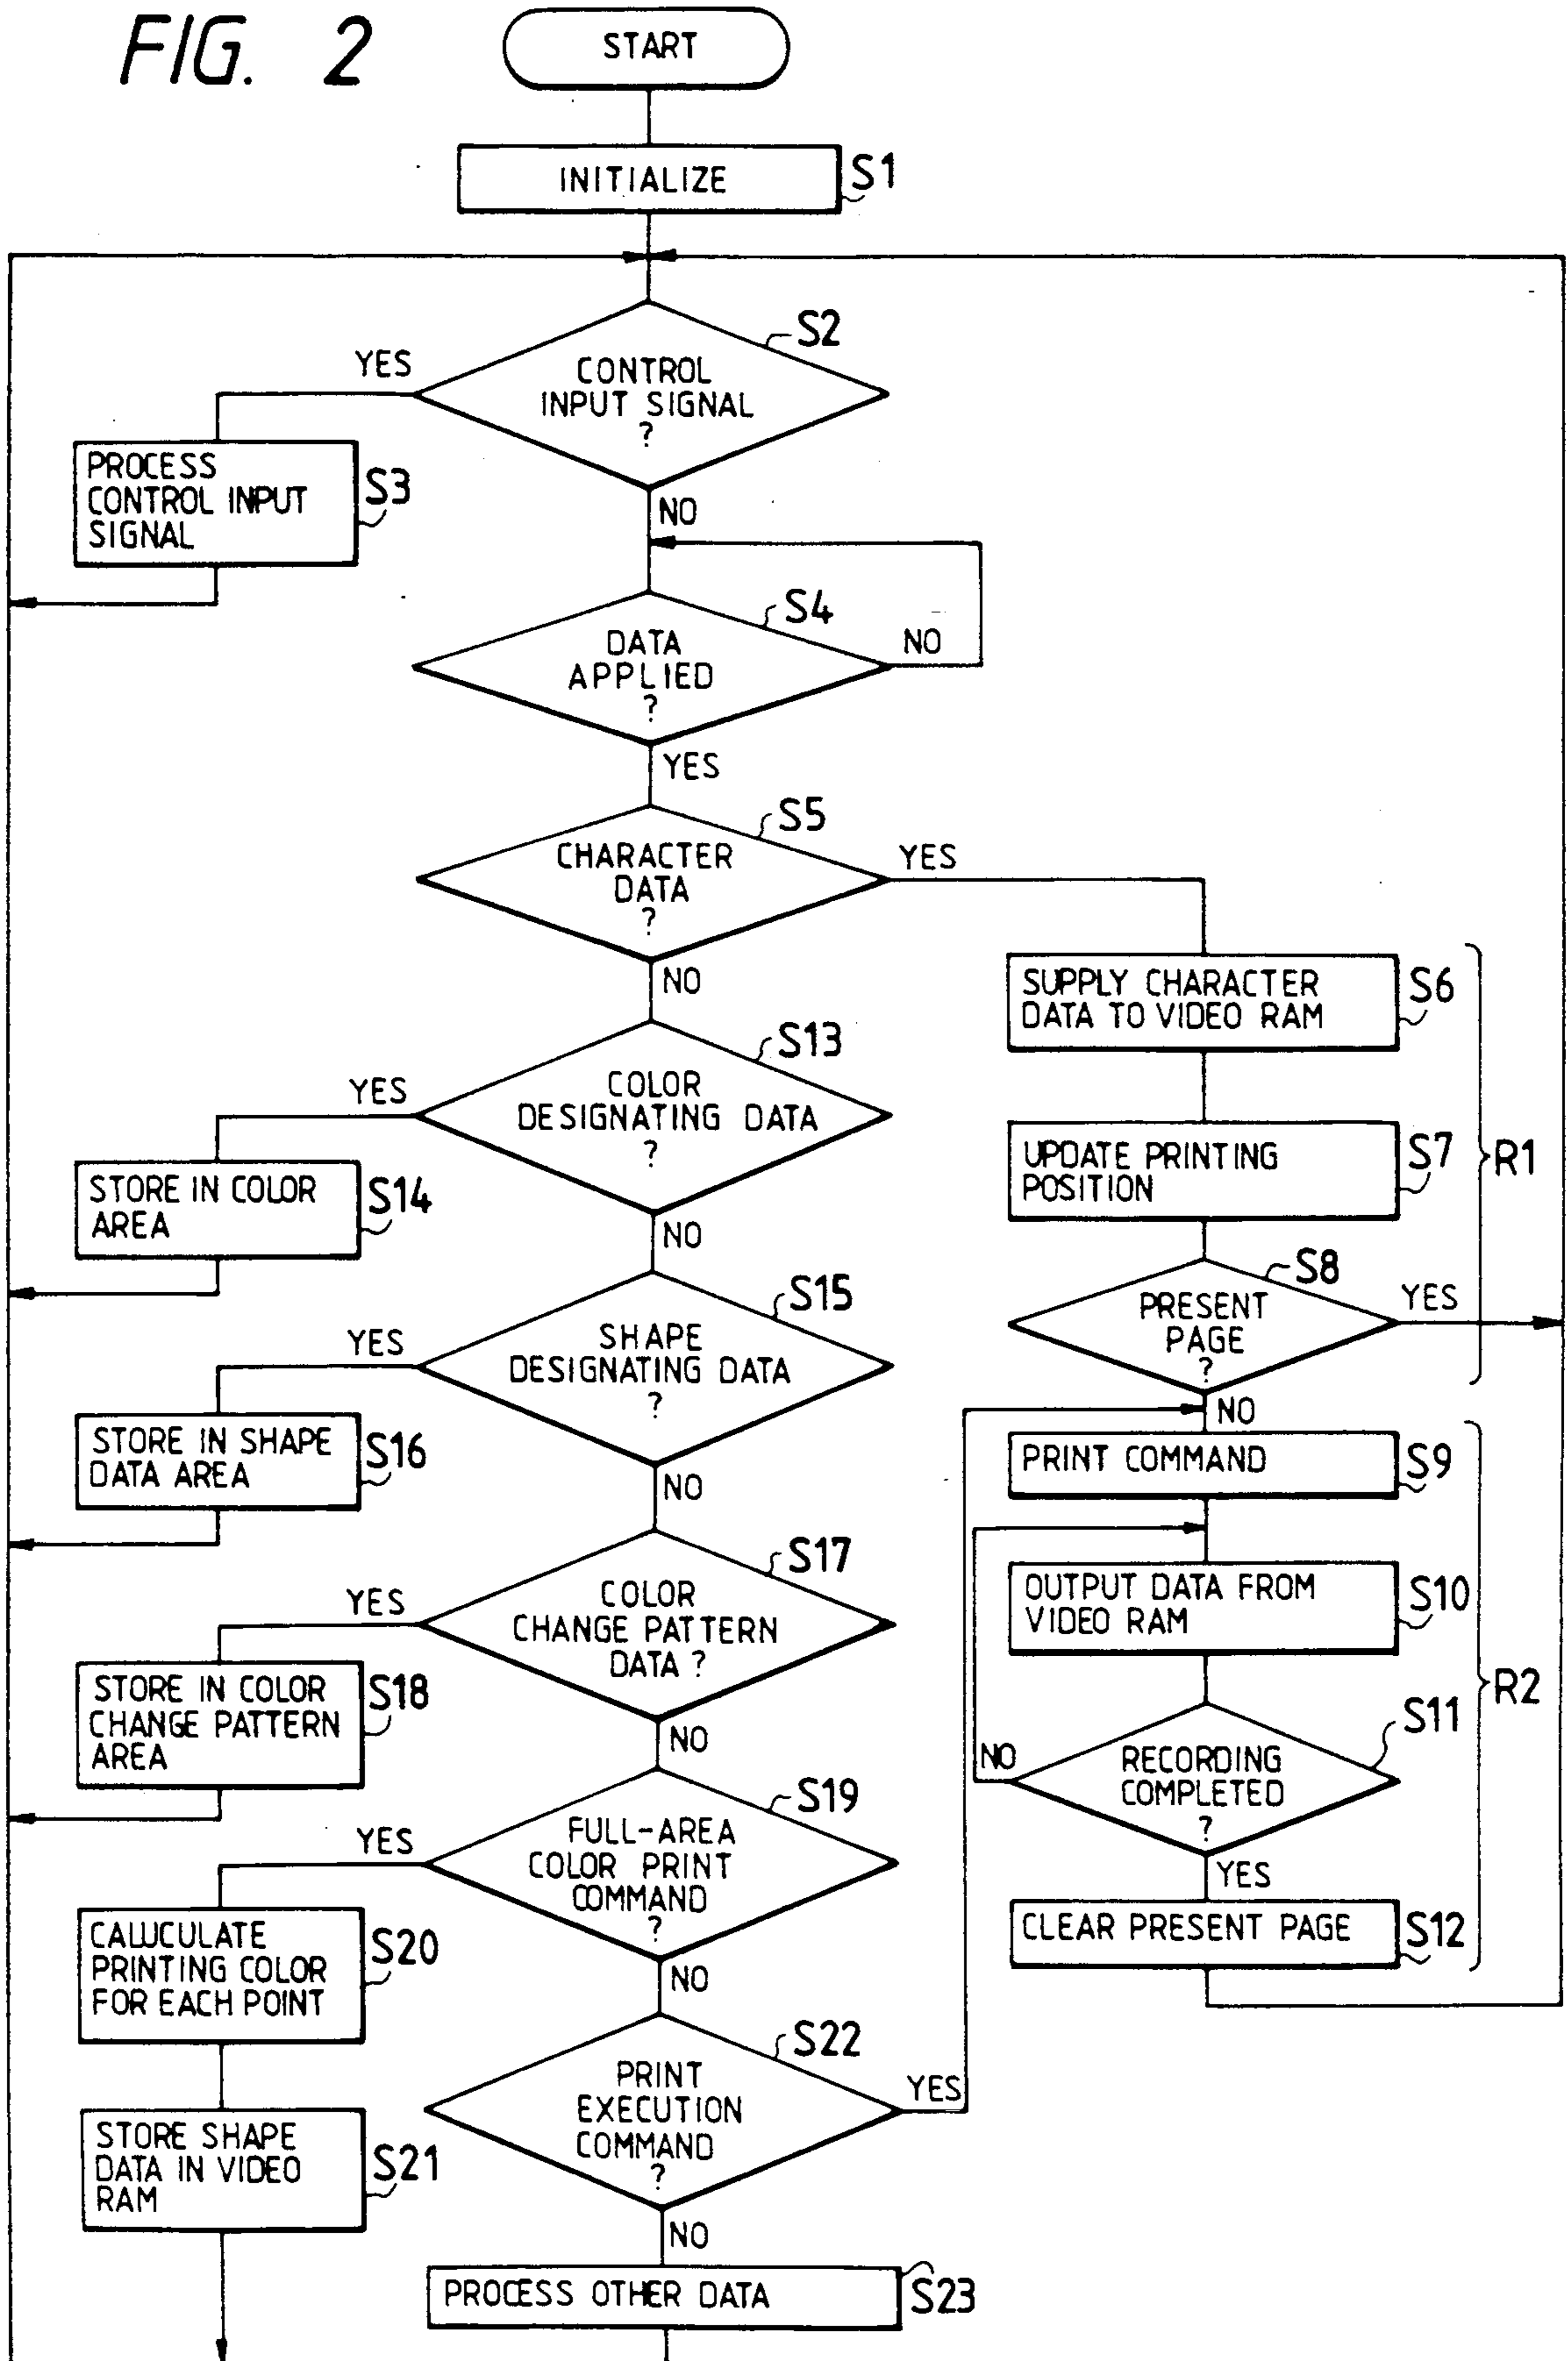 FIG. 2
START
INITIALIZE
S1
S2
YES
CONTROL
INPUT SIGNAL
?
PROCESS
CONTROL INPUT
SIGNAL
S3
NO
S4
DATA
APPLIED
?
NO
YES
S5
CHARACTER
DATA
?
YES
NO
SUPPLY CHARACTER
DATA TO VIDEO RAM
S6
S13
YES
COLOR
DESIGNATING DATA
?
UPDATE PRINTING
POSITION
S7
R1
STORE IN COLOR
AREA
S14
NO
S8
PRESENT
PAGE
?
YES
S15
YES
SHAPE
DESIGNATING DATA
?
NO
STORE IN SHAPE
DATA AREA
S16
PRINT COMMAND
S9
NO
S17
YES
COLOR
CHANGE PATTERN
DATA ?
OUTPUT DATA FROM
VIDEO RAM
S10
R2
STORE IN COLOR
CHANGE PATTERN
AREA
S18
NO
S11
NO
RECORDING
COMPLETED
?
S19
YES
FULL-AREA
COLOR PRINT
COMMAND
?
YES
CALUCULATE
PRINTING COLOR
FOR EACH POINT
S20
CLEAR PRESENT PAGE
S12
NO
S22
PRINT
EXECUTION
COMMAND
?
YES
STORE SHAPE
DATA IN VIDEO
RAM
S21
NO
PROCESS OTHER DATA
S23